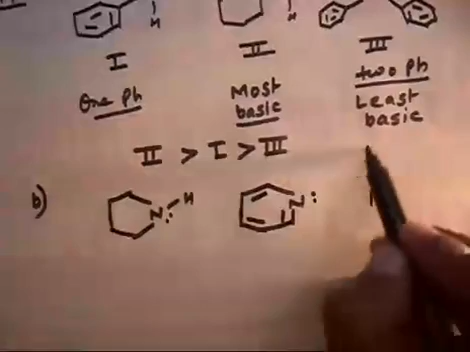 H H
I II III
One Ph Most basic two Ph
Least basic
II > I > III
b) N: H N: